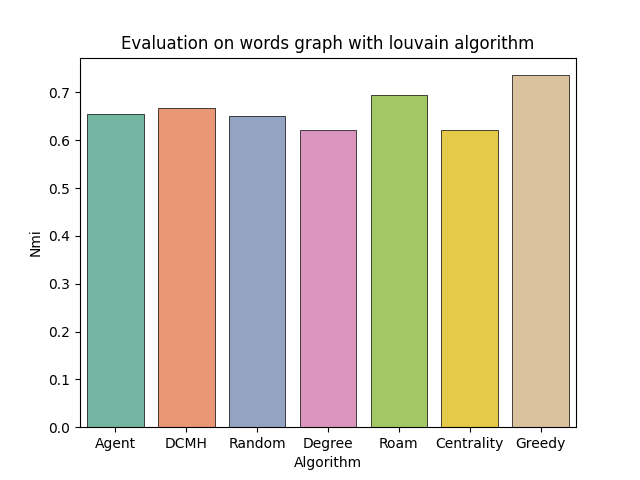 Evaluation on words graph with louvain algorithm
0.7
0.6
0.5
0.4
0.3
0.2
0.1
0.0
Nmi
Agent DCMH Random Degree Roam Centrality Greedy
Algorithm